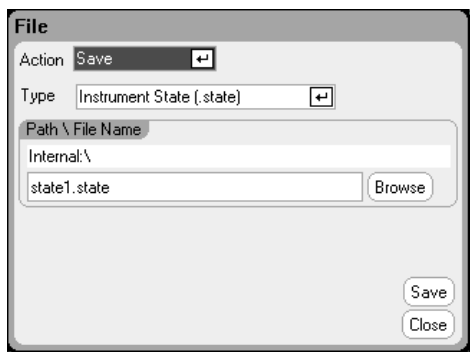 File
Action Save
Type Instrument State (.state)
Path \ File Name
Internal:\
state1.state Browse
Save
Close